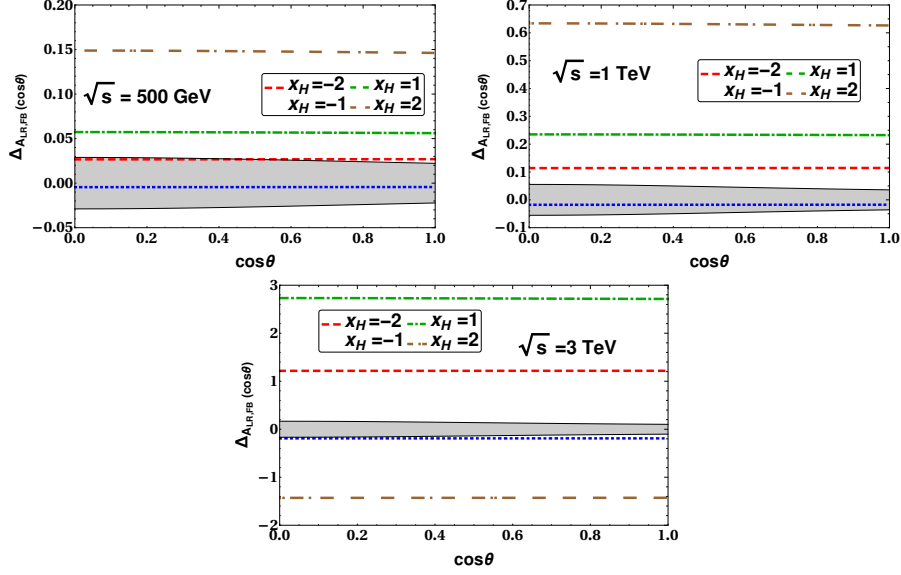 0.20
0.15
0.10
0.05
0.00
−0.05
0.0 0.2 0.4 0.6 0.8 1.0
Δ_{A_{LR,FB} (cosθ)}
cosθ
√s = 500 GeV
x_H=−2 x_H=1
x_H=−1 x_H=2
0.7
0.6
0.5
0.4
0.3
0.2
0.1
0.0
−0.1
0.0 0.2 0.4 0.6 0.8 1.0
Δ_{A_{LR,FB} (cosθ)}
cosθ
√s =1 TeV
x_H=−2 x_H=1
x_H=−1 x_H=2
3
2
1
0
−1
−2
0.0 0.2 0.4 0.6 0.8 1.0
Δ_{A_{LR,FB} (cosθ)}
cosθ
x_H=−2 x_H=1
x_H=−1 x_H=2
√s =3 TeV